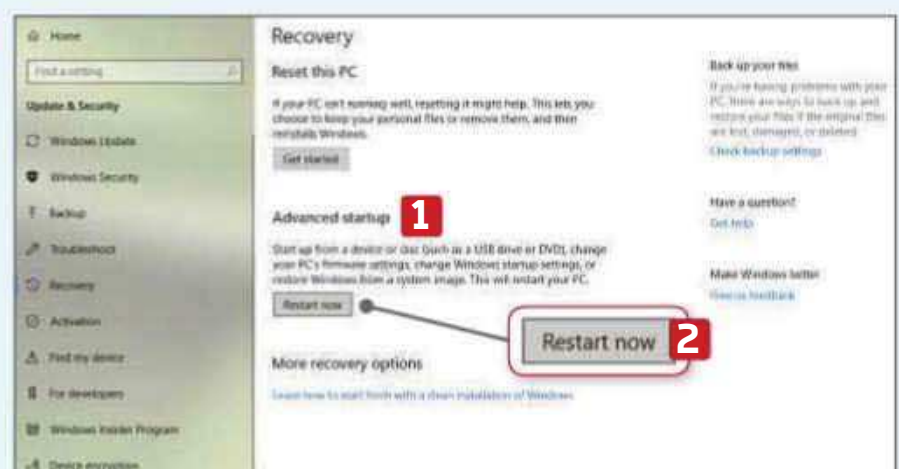 Home
Find a setting
Update & Security
Windows Update
Windows Security
Backup
Troubleshoot
Recovery
Activation
Find my device
For developers
Windows Insider Program
Device encryption
Recovery
Reset this PC
If your PC isn't running well, resetting it might help. This lets you
choose to keep your personal files or remove them, and then
reinstalls Windows.
Get started
Advanced startup
1
Start up from a device or disc (such as a USB drive or DVD), change
your PC's firmware settings, change Windows startup settings, or
restore Windows from a system image. This will restart your PC.
Restart now
Restart now
2
More recovery options
Learn how to start fresh with a clean installation of Windows
Back up your files
If you're having problems with your
PC, there are ways to back up and
restore your files if the original files
are lost, damaged, or deleted.
Check backup settings
Have a question?
Get help
Make Windows better
Give us feedback